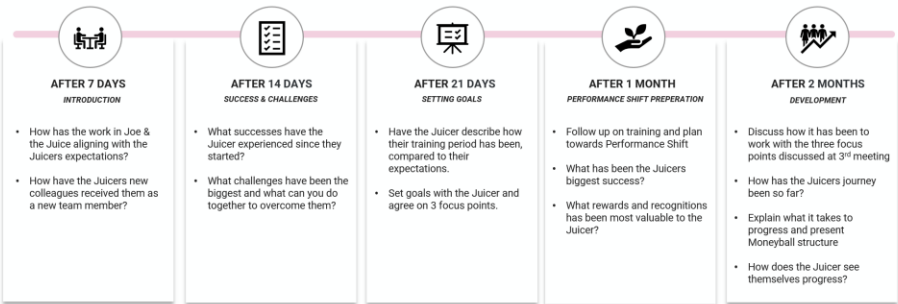 AFTER 7 DAYS
INTRODUCTION
• How has the work in Joe &
the Juice aligning with the
Juicers expectations?
• How have the Juicers new
colleagues received them as
a new team member?
AFTER 14 DAYS
SUCCESS & CHALLENGES
• What successes have the
Juicer experienced since they
started?
• What challenges have been the
biggest and what can you do
together to overcome them?
AFTER 21 DAYS
SETTING GOALS
• Have the Juicer describe how
their training period has been,
compared to their
expectations.
• Set goals with the Juicer and
agree on 3 focus points.
AFTER 1 MONTH
PERFORMANCE SHIFT PREPERATION
• Follow up on training and plan
towards Performance Shift
• What has been the Juicers
biggest success?
• What rewards and recognitions
has been most valuable to the
Juicer?
AFTER 2 MONTHS
DEVELOPMENT
• Discuss how it has been to
work with the three focus
points discussed at 3rd meeting
• How has the Juicers journey
been so far?
• Explain what it takes to
progress and present
Moneyball structure
• How does the Juicer see
themselves progress?